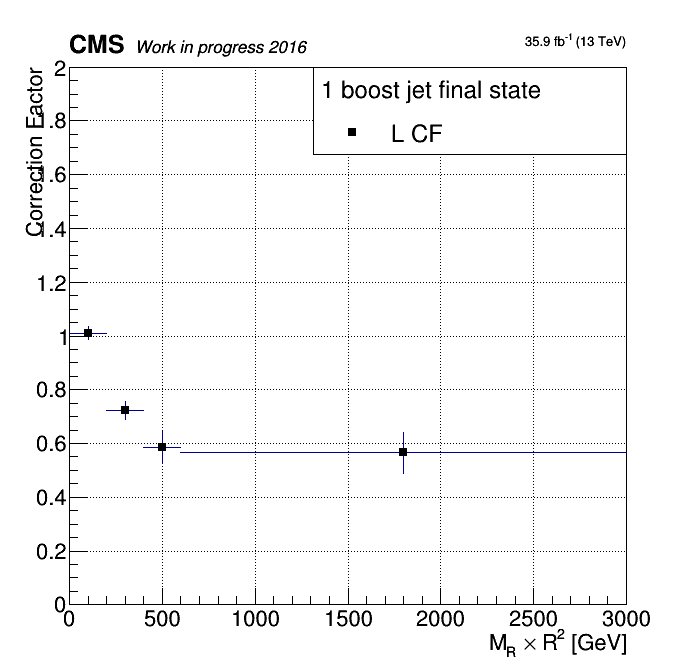 CMS Work in progress 2016
35.9 fb⁻¹ (13 TeV)
Correction Factor
1 boost jet final state
L CF
2
1.8
1.6
1.4
1.2
1
0.8
0.6
0.4
0.2
0
0 500 1000 1500 2000 2500 3000
M_R × R² [GeV]